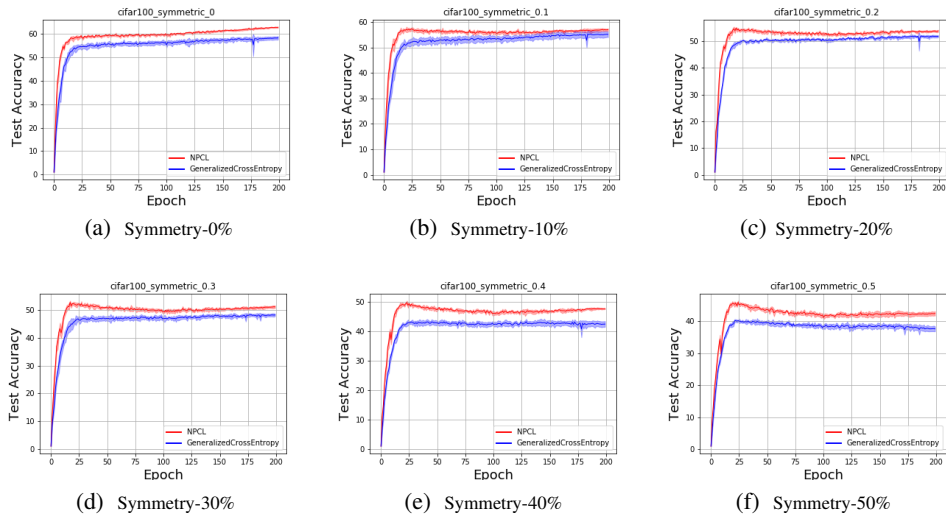 cifar100_symmetric_0
Test Accuracy
60
50
40
30
20
10
0
NPCL
GeneralizedCrossEntropy
0 25 50 75 100 125 150 175 200
Epoch
(a) Symmetry-0%
cifar100_symmetric_0.1
Test Accuracy
60
50
40
30
20
10
0
NPCL
GeneralizedCrossEntropy
0 25 50 75 100 125 150 175 200
Epoch
(b) Symmetry-10%
cifar100_symmetric_0.2
Test Accuracy
50
40
30
20
10
0
NPCL
GeneralizedCrossEntropy
0 25 50 75 100 125 150 175 200
Epoch
(c) Symmetry-20%
cifar100_symmetric_0.3
Test Accuracy
50
40
30
20
10
0
NPCL
GeneralizedCrossEntropy
0 25 50 75 100 125 150 175 200
Epoch
(d) Symmetry-30%
cifar100_symmetric_0.4
Test Accuracy
50
40
30
20
10
0
NPCL
GeneralizedCrossEntropy
0 25 50 75 100 125 150 175 200
Epoch
(e) Symmetry-40%
cifar100_symmetric_0.5
Test Accuracy
40
30
20
10
0
NPCL
GeneralizedCrossEntropy
0 25 50 75 100 125 150 175 200
Epoch
(f) Symmetry-50%